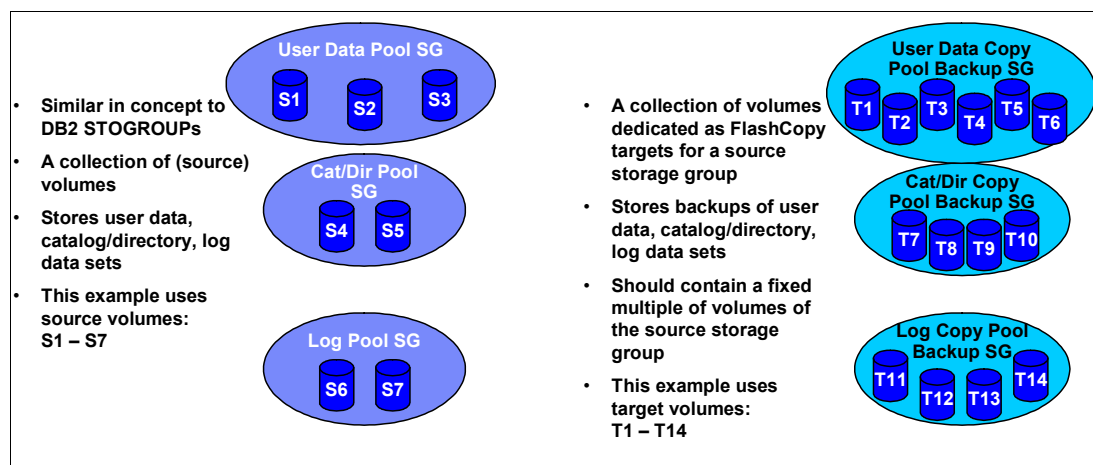 User Data Pool SG
S1
S2
S3
• Similar in concept to
DB2 STOGROUPs
• A collection of (source)
volumes
• Stores user data,
catalog/directory, log
data sets
• This example uses
source volumes:
S1 – S7
Cat/Dir Pool
SG
S4
S5
Log Pool SG
S6
S7
User Data Copy
Pool Backup SG
T1
T2
T3
T4
T5
T6
• A collection of volumes
dedicated as FlashCopy
targets for a source
storage group
• Stores backups of user
data, catalog/directory,
log data sets
• Should contain a fixed
multiple of volumes of
the source storage
group
• This example uses
target volumes:
T1 – T14
Cat/Dir Copy
Pool Backup SG
T7
T8
T9
T10
Log Copy Pool
Backup SG
T11
T12
T13
T14